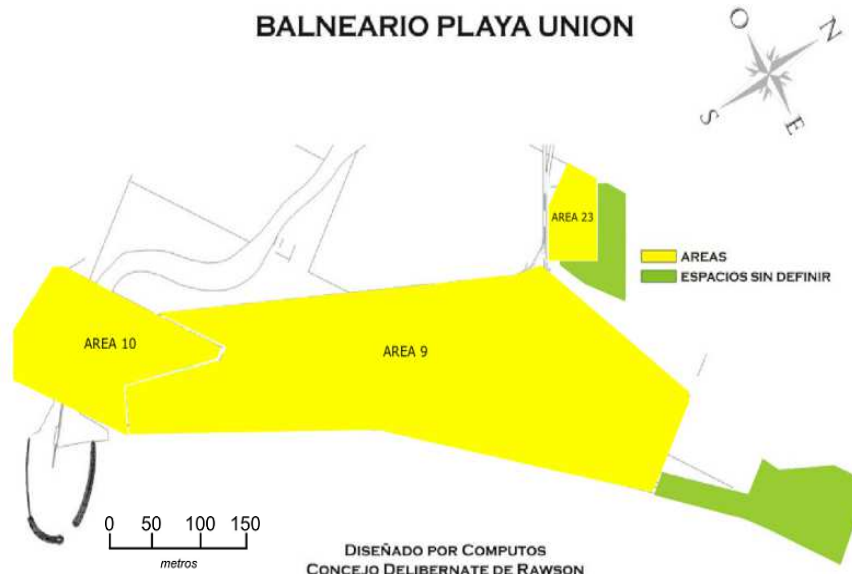 BALNEARIO PLAYA UNION
O
N
S
E
AREA 23
AREAS
ESPACIOS SIN DEFINIR
AREA 10
AREA 9
0 50 100 150
metros
DISEÑADO POR COMPUTOS
CONCEJO DELIBERNATE DE RAWSON